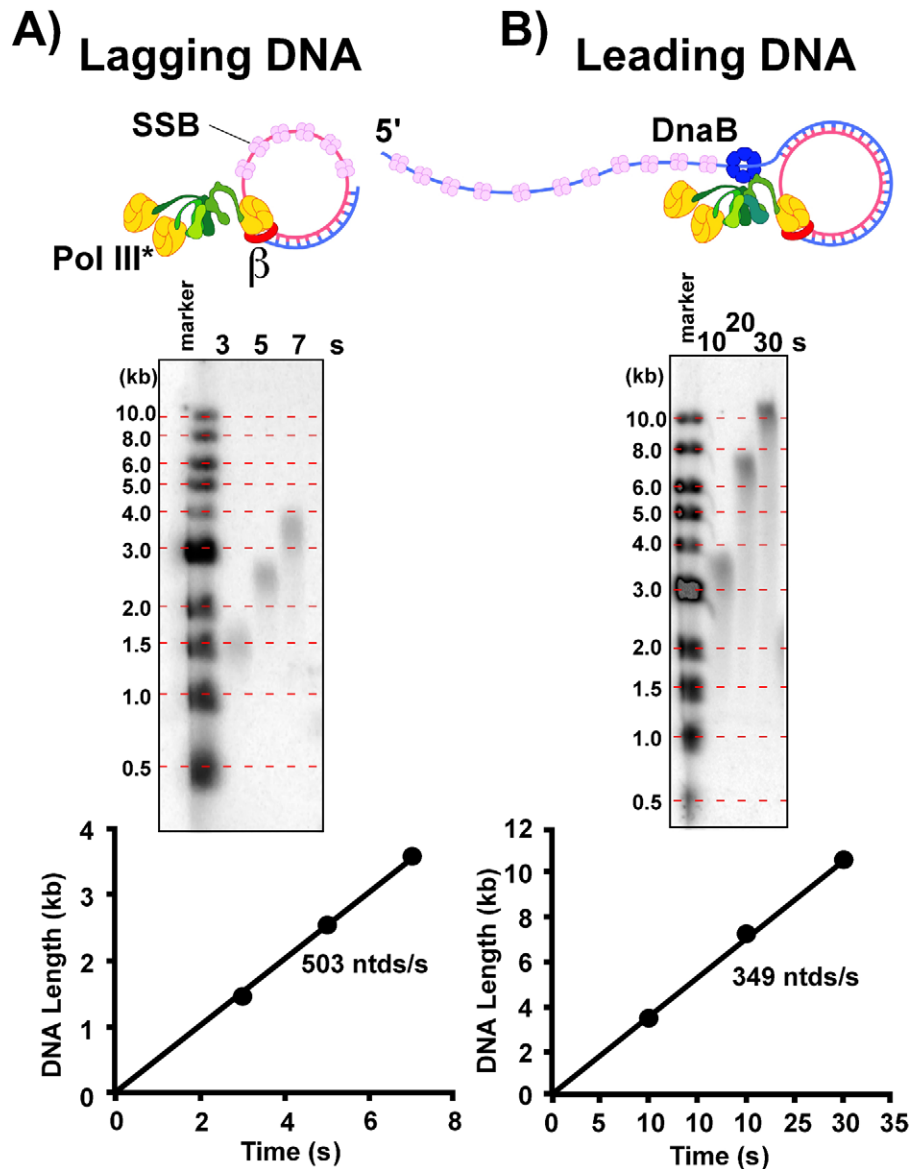 A) Lagging DNA
B) Leading DNA
SSB
5'
DnaB
Pol III*
β
marker 3 5 7 s
(kb)
10.0
8.0
6.0
5.0
4.0
3.0
2.0
1.5
1.0
0.5
marker 10 20 30 s
(kb)
10.0
8.0
6.0
5.0
4.0
3.0
2.0
1.5
1.0
0.5
DNA Length (kb)
4
3
2
1
0
503 ntds/s
0 2 4 6 8
Time (s)
DNA Length (kb)
12
10
8
6
4
2
0
349 ntds/s
0 5 10 10 10 25 30 35
Time (s)